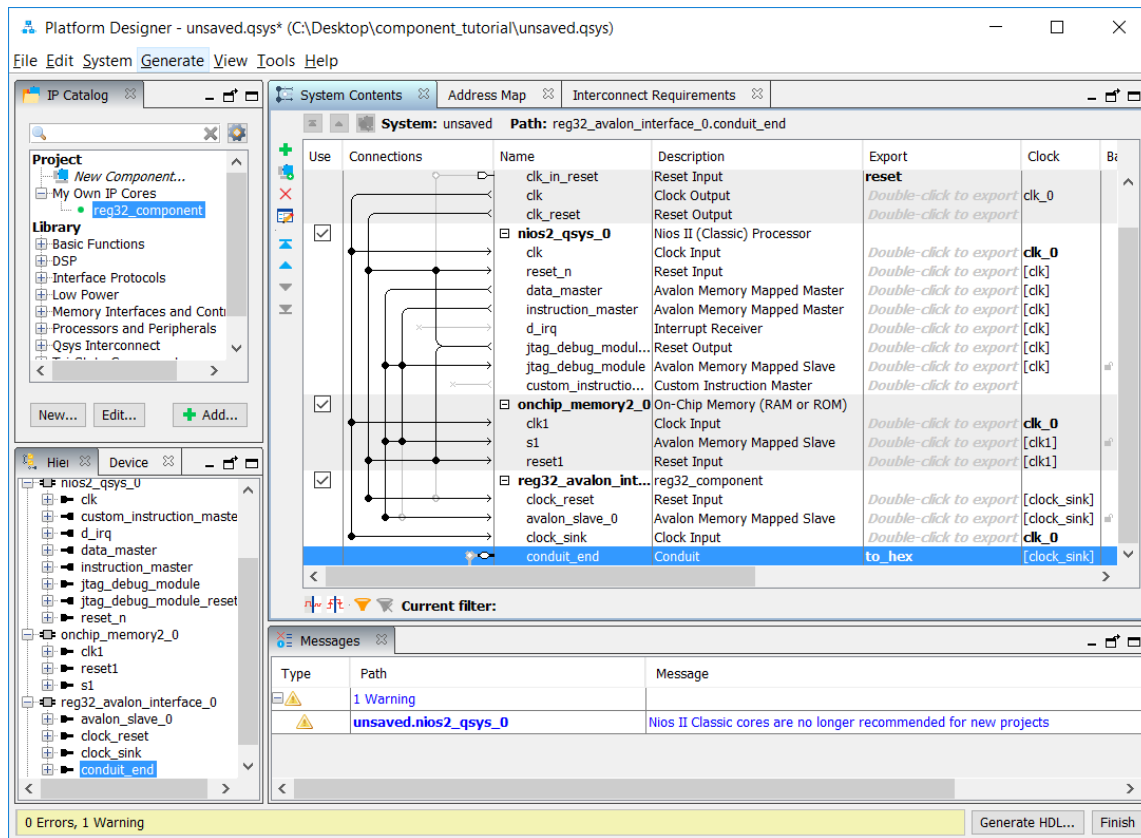 Platform Designer - unsaved.qsys* (C:\Desktop\component_tutorial\unsaved.qsys)
File Edit System Generate View Tools Help
IP Catalog
Project
New Component...
My Own IP Cores
reg32_component
Library
Basic Functions
DSP
Interface Protocols
Low Power
Memory Interfaces and Contr
Processors and Peripherals
Qsys Interconnect
New... Edit... Add...
Hier Device
nios2_qsys_0
clk
custom_instruction_maste
d_irq
data_master
instruction_master
jtag_debug_module
jtag_debug_module_reset
reset_n
onchip_memory2_0
clk1
reset1
s1
reg32_avalon_interface_0
avalon_slave_0
clock_reset
clock_sink
conduit_end
System Contents Address Map Interconnect Requirements
System: unsaved Path: reg32_avalon_interface_0.conduit_end
Use Connections Name Description Export Clock Ba
clk_in_reset Reset Input reset
clk Clock Output Double-click to export clk_0
clk_reset Reset Output Double-click to export
nios2_qsys_0 Nios II (Classic) Processor
clk Clock Input Double-click to export clk_0
reset_n Reset Input Double-click to export [clk]
data_master Avalon Memory Mapped Master Double-click to export [clk]
instruction_master Avalon Memory Mapped Master Double-click to export [clk]
d_irq Interrupt Receiver Double-click to export [clk]
jtag_debug_modul... Reset Output Double-click to export [clk]
jtag_debug_module Avalon Memory Mapped Slave Double-click to export [clk]
custom_instructio... Custom Instruction Master Double-click to export
onchip_memory2_0 On-Chip Memory (RAM or ROM)
clk1 Clock Input Double-click to export clk_0
s1 Avalon Memory Mapped Slave Double-click to export [clk1]
reset1 Reset Input Double-click to export [clk1]
reg32_avalon_int... reg32_component
clock_reset Reset Input Double-click to export [clock_sink]
avalon_slave_0 Avalon Memory Mapped Slave Double-click to export [clock_sink]
clock_sink Clock Input Double-click to export clk_0
conduit_end Conduit to_hex [clock_sink]
Current filter:
Messages
Type Path Message
1 Warning
unsaved.nios2_qsys_0 Nios II Classic cores are no longer recommended for new projects
0 Errors, 1 Warning
Generate HDL... Finish